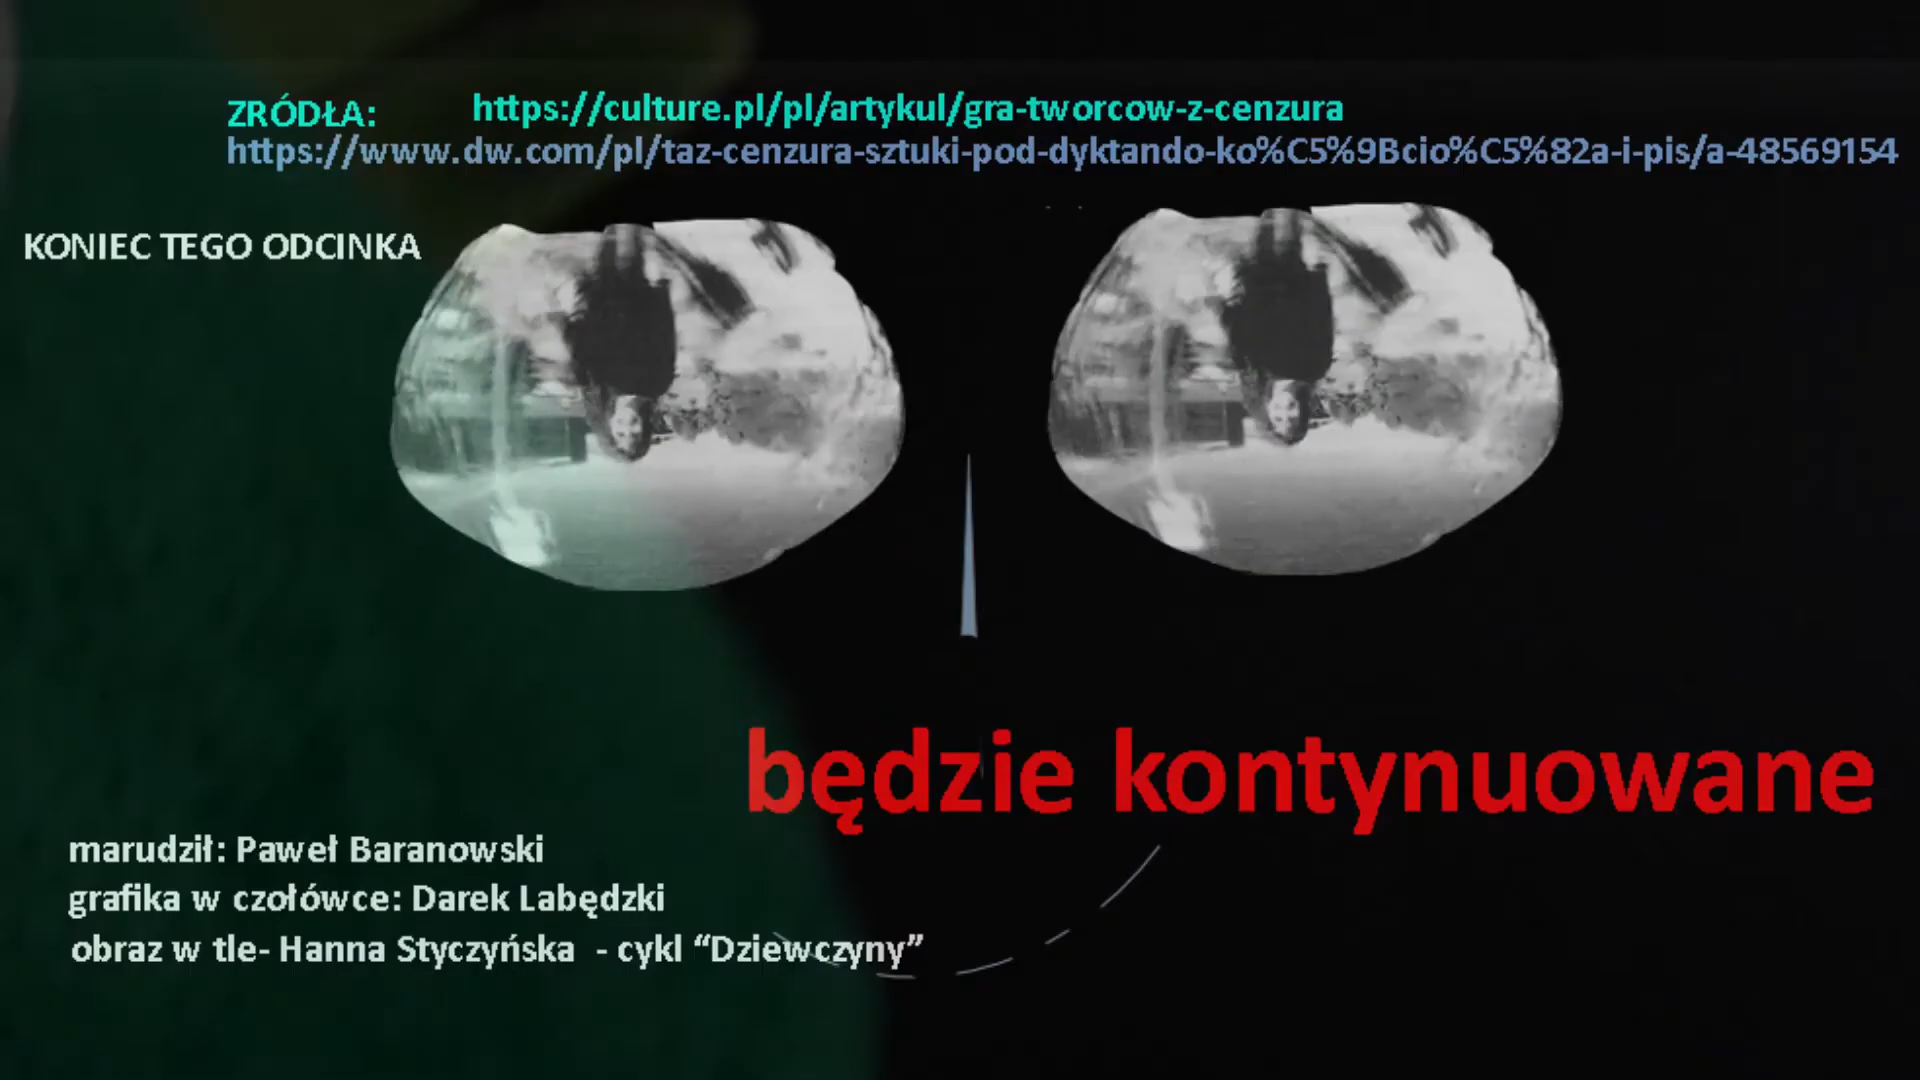 ZRÓDŁA: https://culture.pl/pl/artykul/gra-tworcow-z-cenzura
https://www.dw.com/pl/taz-cenzura-sztuki-pod-dyktando-ko%C5%9Bcio%C5%82a-i-pis/a-48569154
KONIEC TEGO ODCINKA
będzie kontynuowane
marudził: Paweł Baranowski
grafika w czołówce: Darek Labędzki
obraz w tle- Hanna Styczyńska - cykl “Dziewczyny”